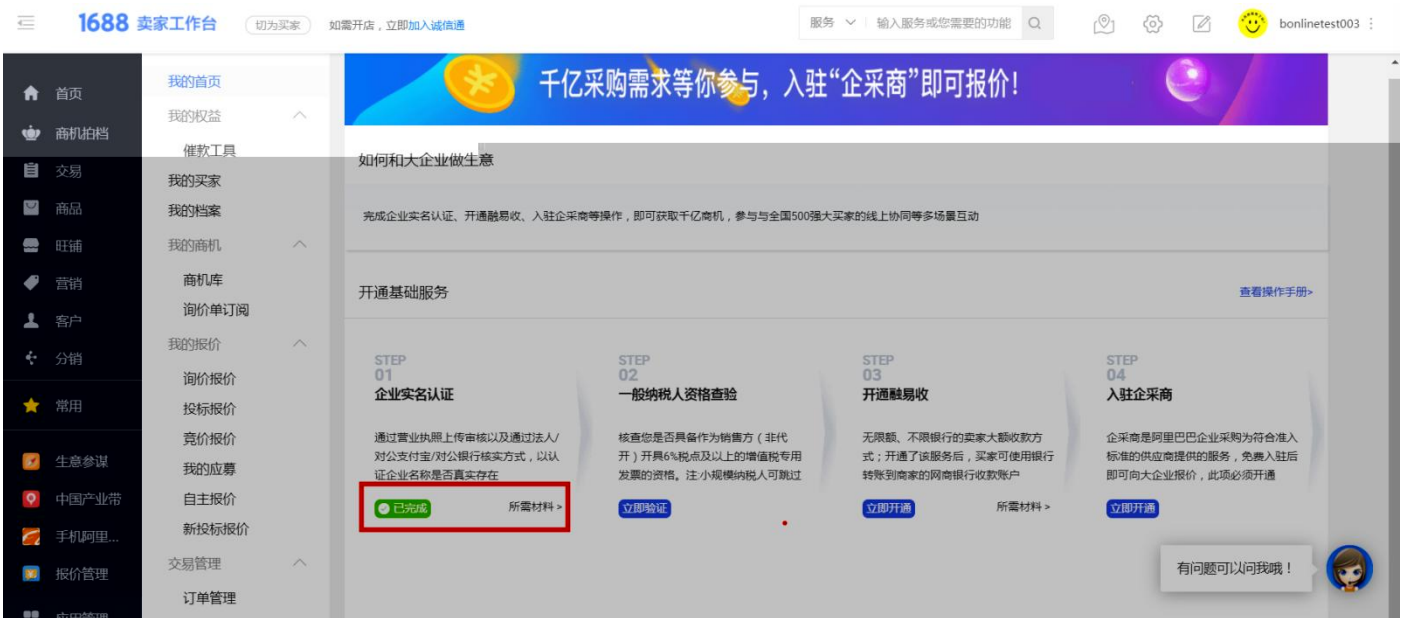 1688 卖家工作台
切为买家
如需开店，立即加入诚信通
服务
输入服务或您需要的功能
bonlinetest003
首页
商机拍档
交易
商品
旺铺
营销
客户
分销
常用
生意参谋
中国产业带
手机阿里...
报价管理
应用管理
我的首页
我的权益
催款工具
我的买家
我的档案
我的商机
商机库
询价单订阅
我的报价
询价报价
投标报价
竞价报价
我的应募
自主报价
新投标报价
交易管理
订单管理
千亿采购需求等你参与，入驻“企采商”即可报价！
如何和大企业做生意
完成企业实名认证、开通融易收、入驻企采商等操作，即可获取千亿商机，参与与全国500强大买家的线上协同等多场景互动
开通基础服务
查看操作手册>
STEP
01
企业实名认证
通过营业执照上传审核以及通过法人/
对公支付宝/对公银行核实方式，以认
证企业名称是否真实存在
已完成
所需材料 >
STEP
02
一般纳税人资格查验
核查您是否具备作为销售方（非代
开）开具6%税点及以上的增值税专用
发票的资格。注:小规模纳税人可跳过
立即验证
STEP
03
开通融易收
无限额、不限银行的卖家大额收款方
式；开通了该服务后，买家可使用银行
转账到商家的网商银行收款账户
立即开通
所需材料 >
STEP
04
入驻企采商
企采商是阿里巴巴企业采购为符合准入
标准的供应商提供的服务，免费入驻后
即可向大企业报价，此项必须开通
立即开通
有问题可以问我哦！